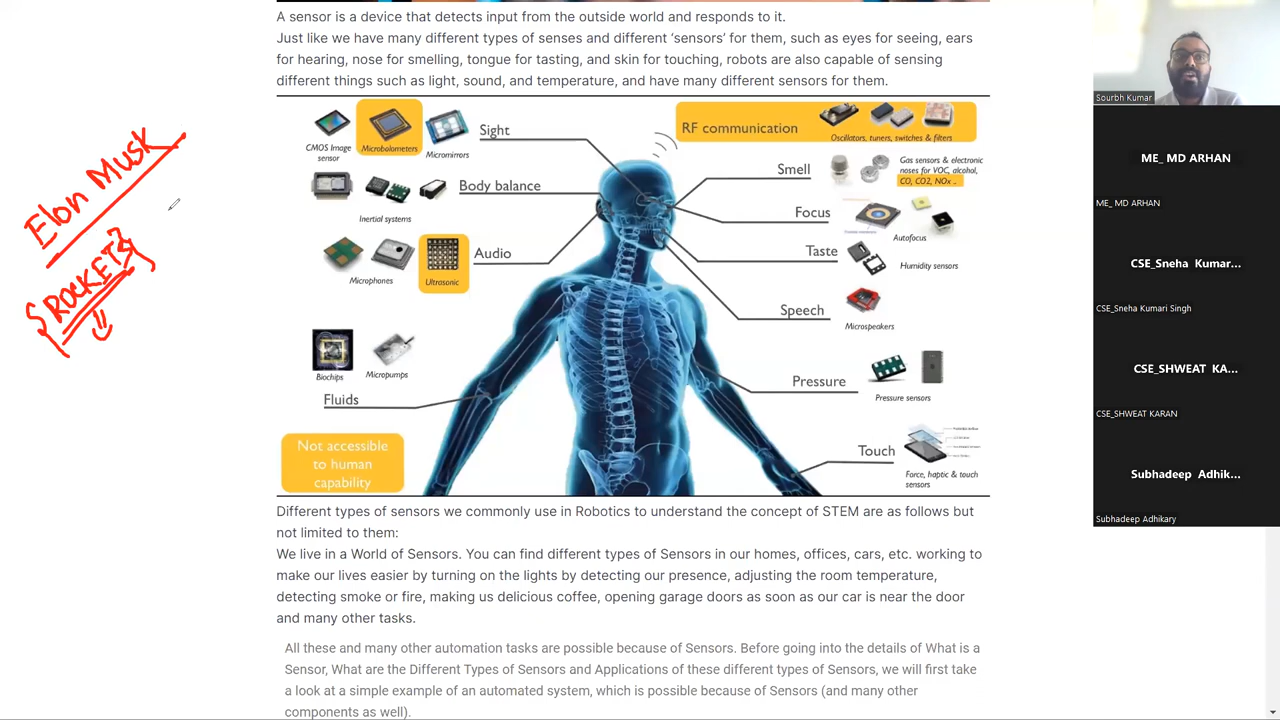 A sensor is a device that detects input from the outside world and responds to it.
Just like we have many different types of senses and different ‘sensors’ for them, such as eyes for seeing, ears
for hearing, nose for smelling, tongue for tasting, and skin for touching, robots are also capable of sensing
different things such as light, sound, and temperature, and have many different sensors for them.
CMOS Image
sensor
Microbolometers
Micromirrors
Sight
RF communication
Oscillators, tuners, switches & filters
Inertial systems
Body balance
Smell
Gas sensors & electronic
noses for VOC, alcohol,
CO, CO2, NOx ..
Focus
Autofocus
Microphones
Ultrasonic
Audio
Taste
Humidity sensors
Speech
Microspeakers
Biochips
Micropumps
Fluids
Pressure
Pressure sensors
Not accessible
to human
capability
Touch
Force, haptic & touch
sensors
Different types of sensors we commonly use in Robotics to understand the concept of STEM are as follows but
not limited to them:
We live in a World of Sensors. You can find different types of Sensors in our homes, offices, cars, etc. working to
make our lives easier by turning on the lights by detecting our presence, adjusting the room temperature,
detecting smoke or fire, making us delicious coffee, opening garage doors as soon as our car is near the door
and many other tasks.
All these and many other automation tasks are possible because of Sensors. Before going into the details of What is a
Sensor, What are the Different Types of Sensors and Applications of these different types of Sensors, we will first take
a look at a simple example of an automated system, which is possible because of Sensors (and many other
components as well).
Elon Musk
ROCKETS
Sourbh Kumar
ME_ MD ARHAN
ME_ MD ARHAN
CSE_Sneha Kumar...
CSE_Sneha Kumari Singh
CSE_SHWEAT KA...
CSE_SHWEAT KARAN
Subhadeep Adhik...
Subhadeep Adhikary